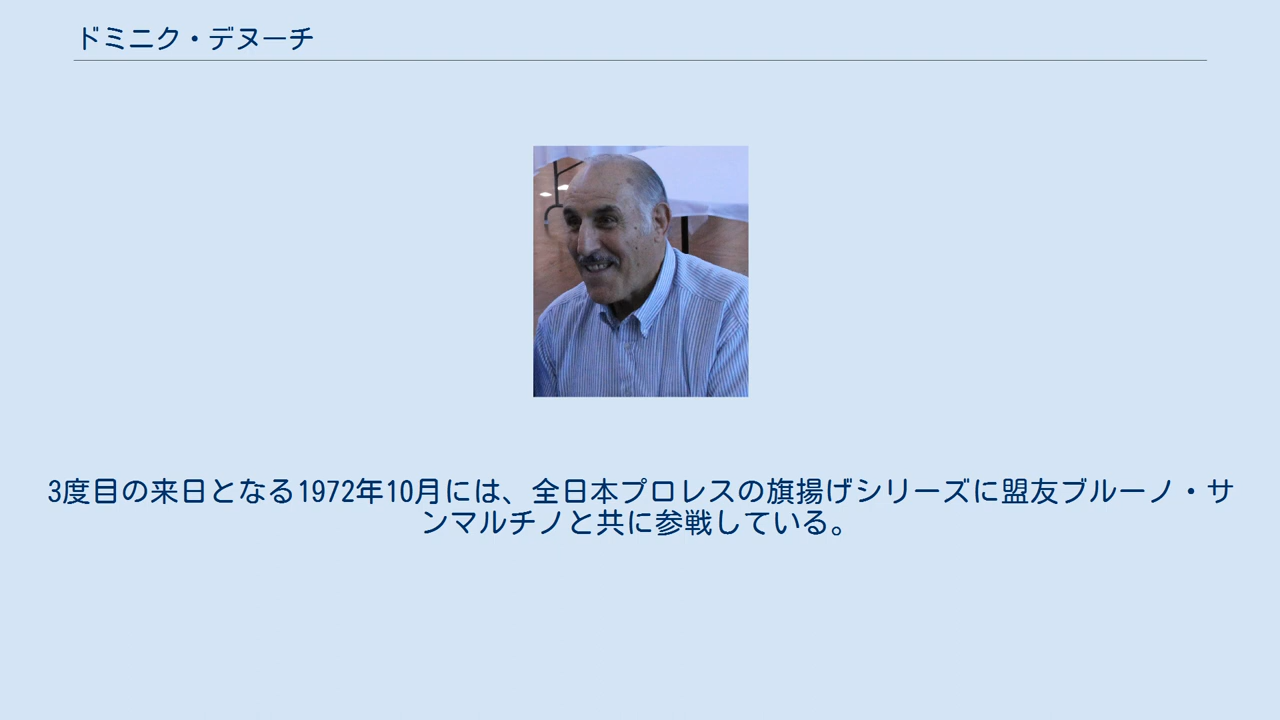 ドミニク・デヌーチ
3度目の来日となる1972年10月には、全日本プロレスの旗揚げシリーズに盟友ブルーノ・サ
ンマルチノと共に参戦している。